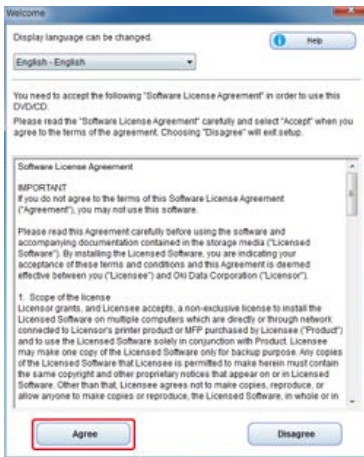 Welcome
Display language can be changed.
Help
English - English
You need to accept the following "Software License Agreement" in order to use this
DVD/CD.
Please read the "Software License Agreement" carefully and select "Accept" when you
agree to the terms of the agreement. Choosing "Disagree" will exit setup.
Software License Agreement
IMPORTANT
If you do not agree to the terms of this Software License Agreement
("Agreement"), you may not use this software.
Please read this Agreement carefully before using the software and
accompanying documentation contained in the storage media ("Licensed
Software"). By installing the Licensed Software, you are indicating your
acceptance of these terms and conditions and this Agreement is deemed
effective between you ("Licensee") and Oki Data Corporation ("Licensor").
1. Scope of the license
Licensor grants, and Licensee accepts, a non-exclusive license to install the
Licensed Software on multiple computers which are directly or through network
connected to Licensor's printer product or MFP purchased by Licensee ("Product")
and to use the Licensed Software solely in conjunction with Product. Licensee
may make one copy of the Licensed Software only for backup purpose. Any copies
of the Licensed Software that Licensee is permitted to make herein must contain
the same copyright and other proprietary notices that appear on or in Licensed
Software. Other than that, Licensee agrees not to make copies, reproduce, or
allow anyone to make copies or reproduce, the Licensed Software, in whole or in
Agree
Disagree